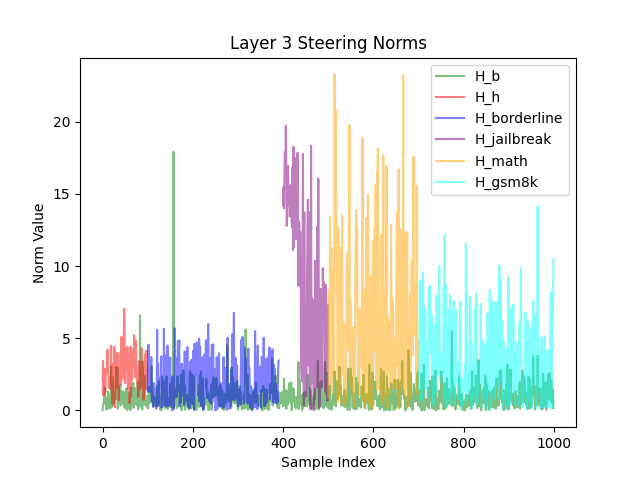 Layer 3 Steering Norms
H_b
H_h
H_borderline
H_jailbreak
H_math
H_gsm8k
Norm Value
20
15
10
5
0
0
200
400
600
800
1000
Sample Index